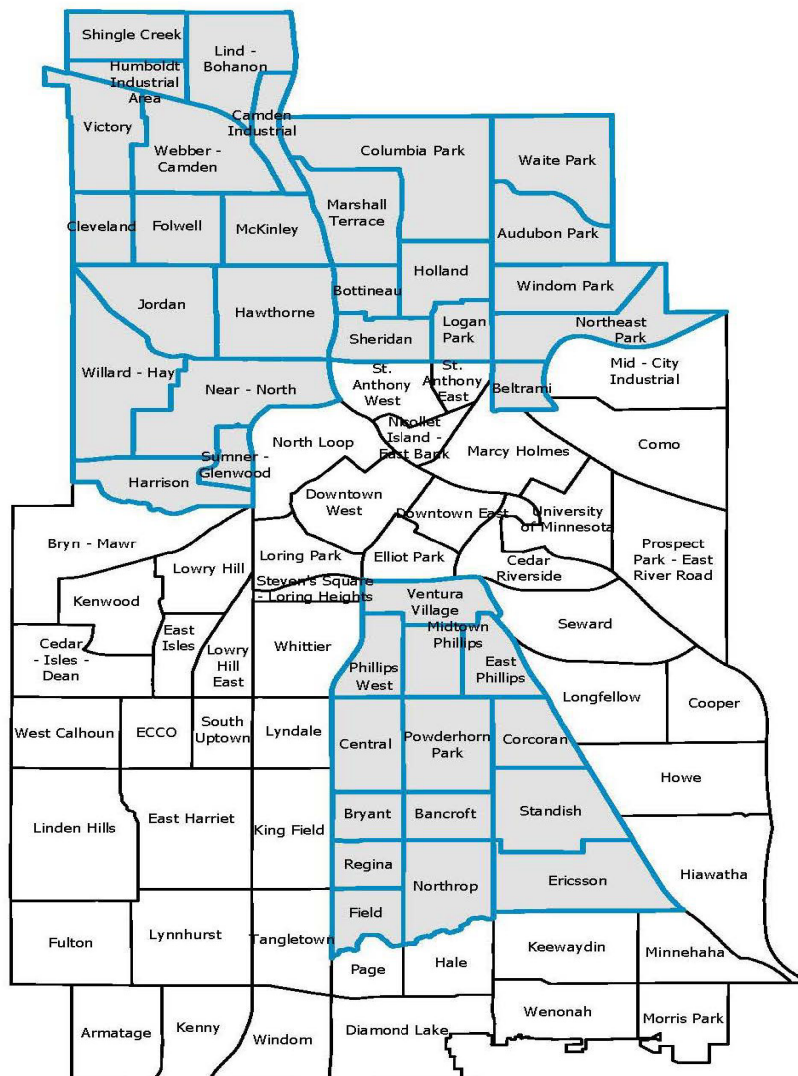 Shingle Creek
Lind -
Bohanon
Humboldt
Industrial
Area
Camden
Industrial
Victory
Webber -
Camden
Columbia Park
Waite Park
Marshall
Terrace
Cleveland
Folwell
McKinley
Audubon Park
Holland
Bottineau
Windom Park
Jordan
Hawthorne
Logan
Park
Northeast
Park
Sheridan
Willard - Hay
Near - North
St.
Anthony
West
St.
Anthony
East
Beltrami
Mid - City
Industrial
Nicollet
Island -
East Bank
North Loop
Marcy Holmes
Como
Sumner -
Glenwood
Harrison
Downtown
West
Downtown East
University
of Minnesota
Bryn - Mawr
Lowry Hill
Loring Park
Elliot Park
Cedar
Riverside
Prospect
Park - East
River Road
Steven's Square
- Loring Heights
Kenwood
Ventura
Village
Midtown
Phillips
Seward
East
Isles
Cedar
- Isles -
Dean
Lowry
Hill
East
Whittier
Phillips
West
East
Phillips
Longfellow
Cooper
West Calhoun
ECCO
South
Uptown
Lyndale
Central
Powderhorn
Park
Corcoran
Howe
Linden Hills
East Harriet
King Field
Bryant
Bancroft
Standish
Regina
Northrop
Ericsson
Hiawatha
Field
Fulton
Lynnhurst
Tangletown
Page
Hale
Keewaydin
Minnehaha
Armatage
Kenny
Windom
Diamond Lake
Wenonah
Morris Park